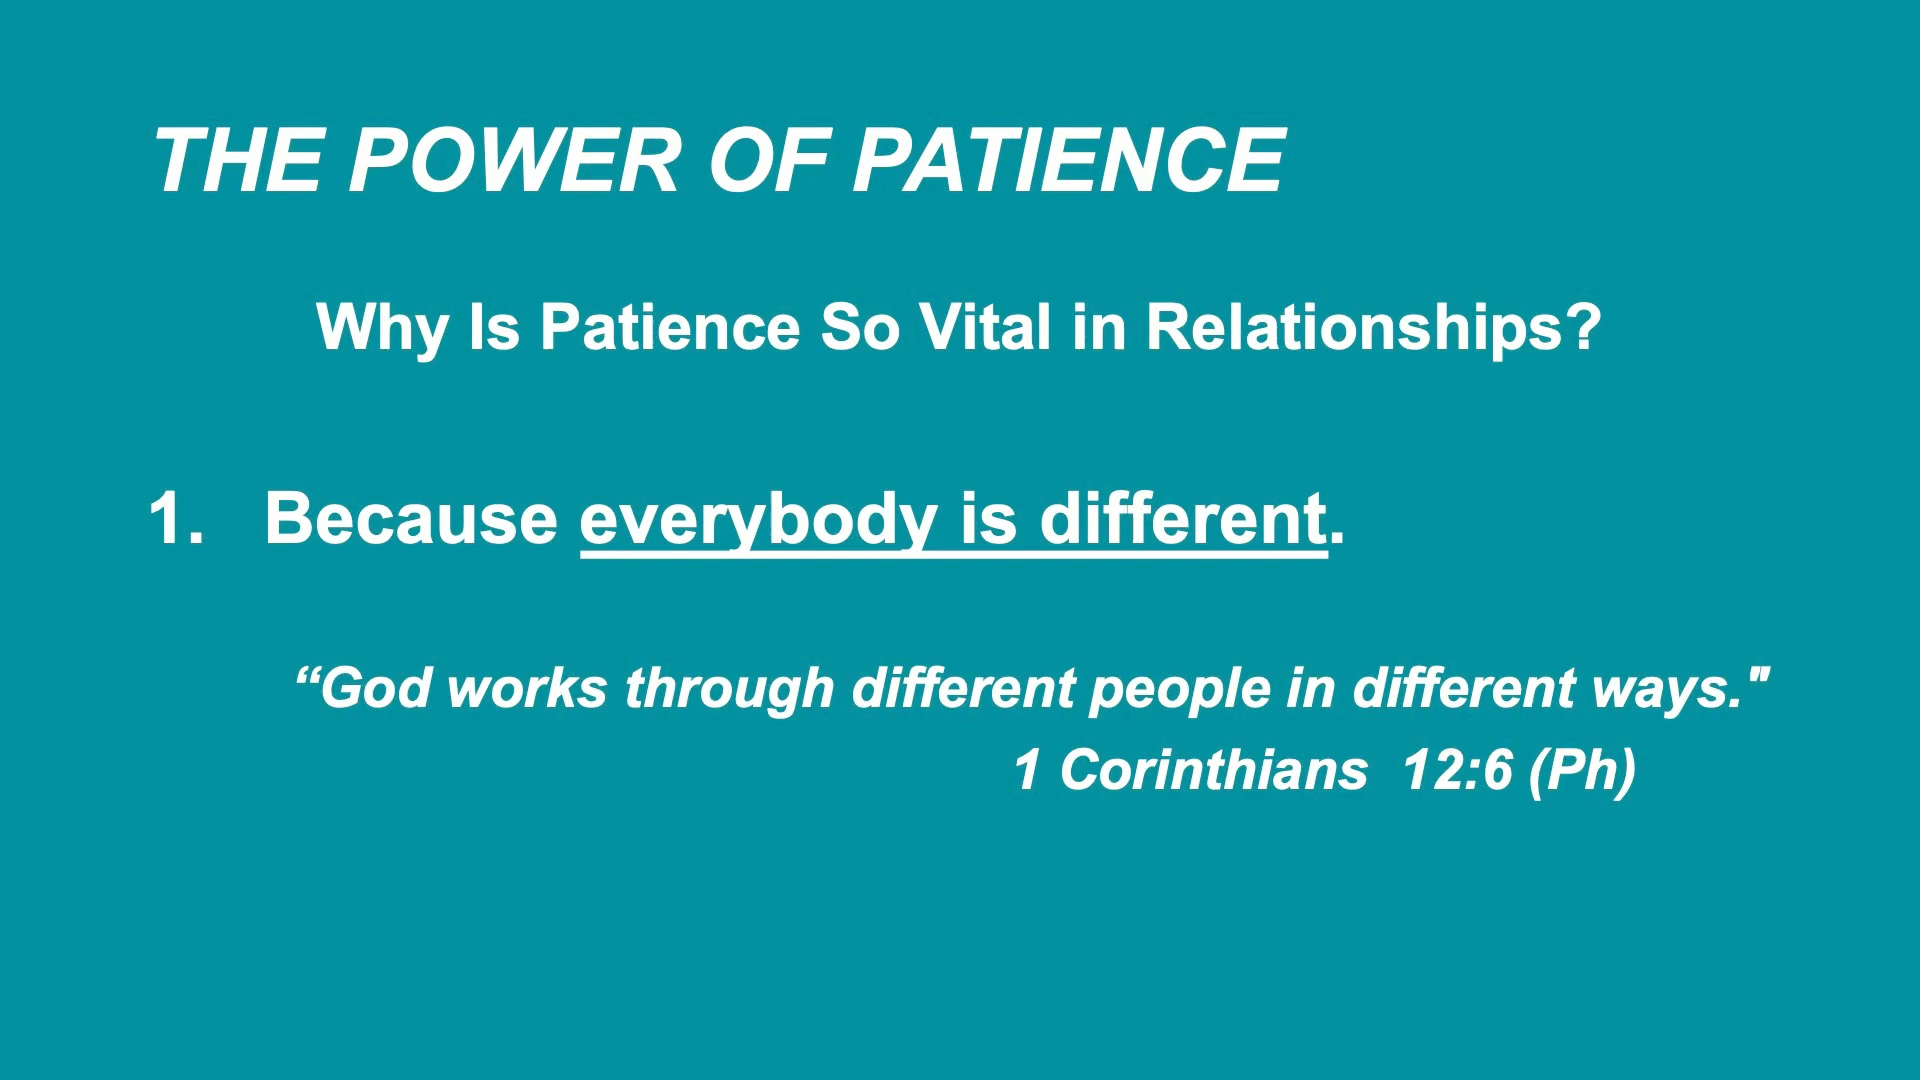 THE POWER OF PATIENCE
Why Is Patience So Vital in Relationships?
1. Because everybody is different.
“God works through different people in different ways."
1 Corinthians 12:6 (Ph)